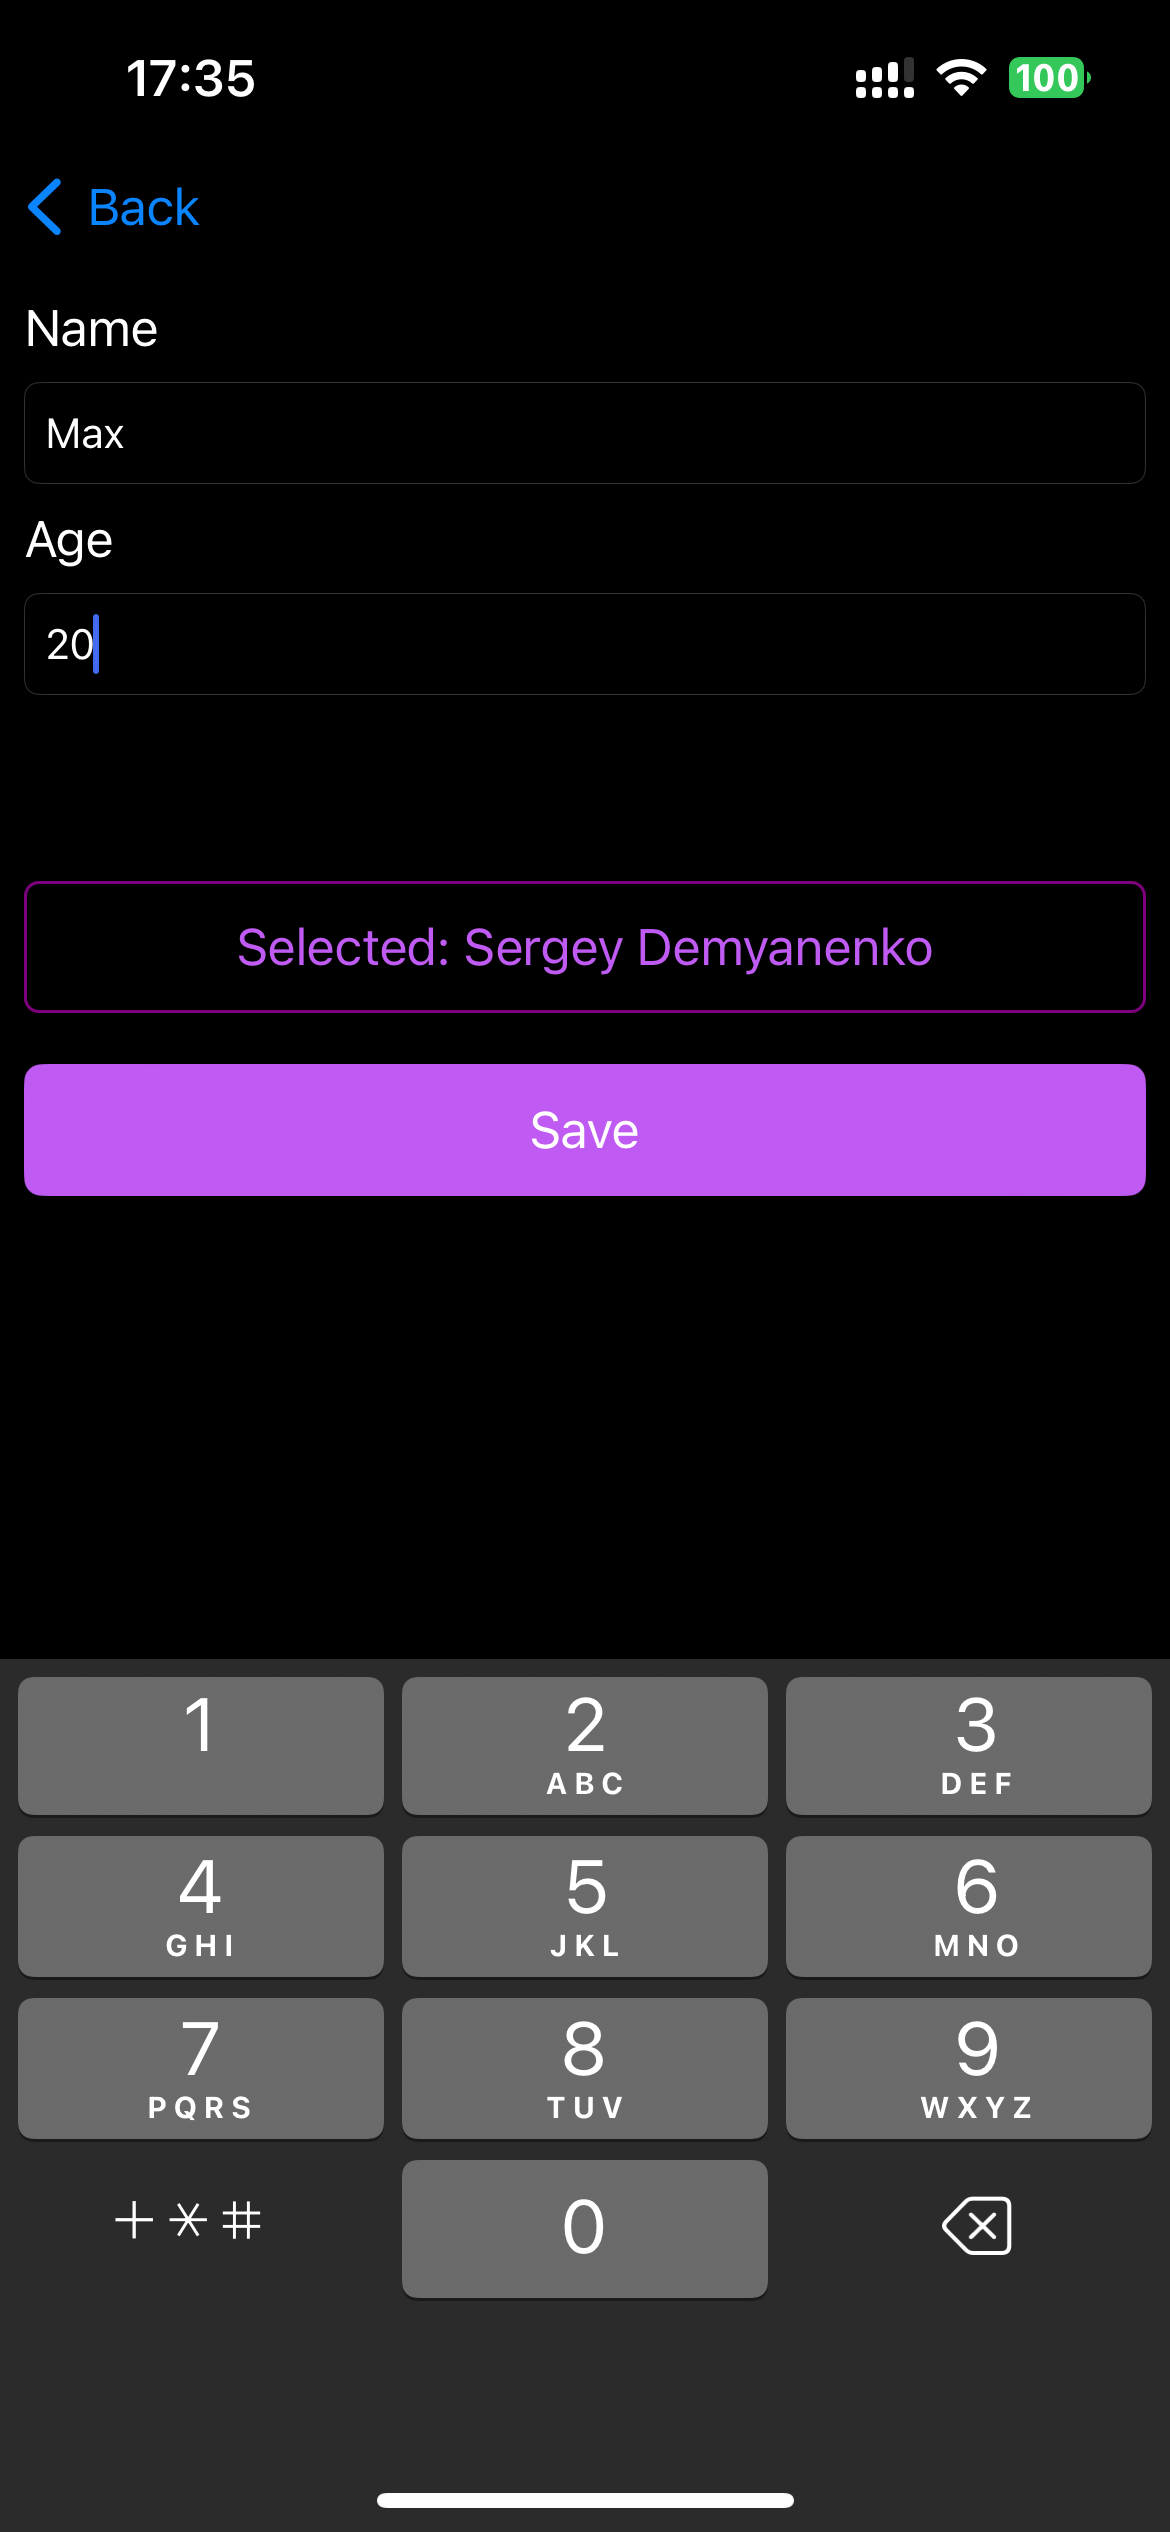 17:35
100
Back
Name
Max
Age
20
Selected: Sergey Demyanenko
Save
1
2
ABC
3
DEF
4
GHI
5
JKL
6
MNO
7
PQRS
8
TUV
9
WXYZ
+*#
0